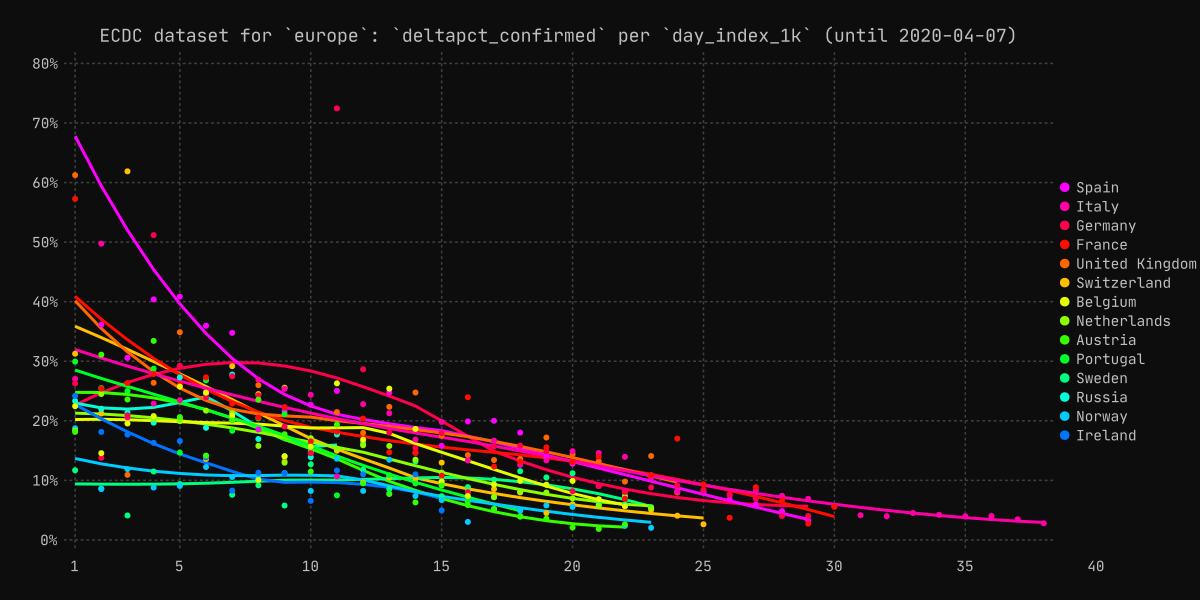 ECDC dataset for `europe`: `deltapct_confirmed` per `day_index_1k` (until 2020-04-07)
80%
70%
60%
50%
40%
30%
20%
10%
0%
1 5 10 15 20 25 30 35 40
Spain
Italy
Germany
France
United Kingdom
Switzerland
Belgium
Netherlands
Austria
Portugal
Sweden
Russia
Norway
Ireland